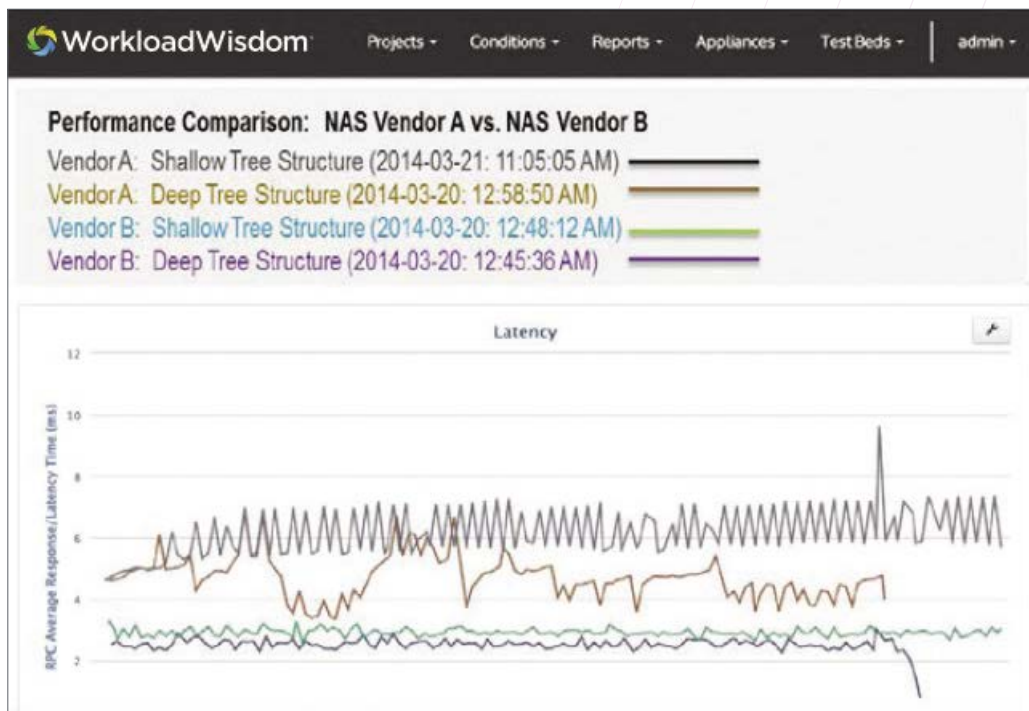 WorkloadWisdom Projects Conditions Reports Appliances Test Beds admin
Performance Comparison: NAS Vendor A vs. NAS Vendor B
Vendor A: Shallow Tree Structure (2014-03-21: 11:05:05 AM)
Vendor A: Deep Tree Structure (2014-03-20: 12:58:50 AM)
Vendor B: Shallow Tree Structure (2014-03-20: 12:48:12 AM)
Vendor B: Deep Tree Structure (2014-03-20: 12:45:36 AM)
Latency
RPC Average Response/Latency Time (ms)
12
10
8
6
4
2